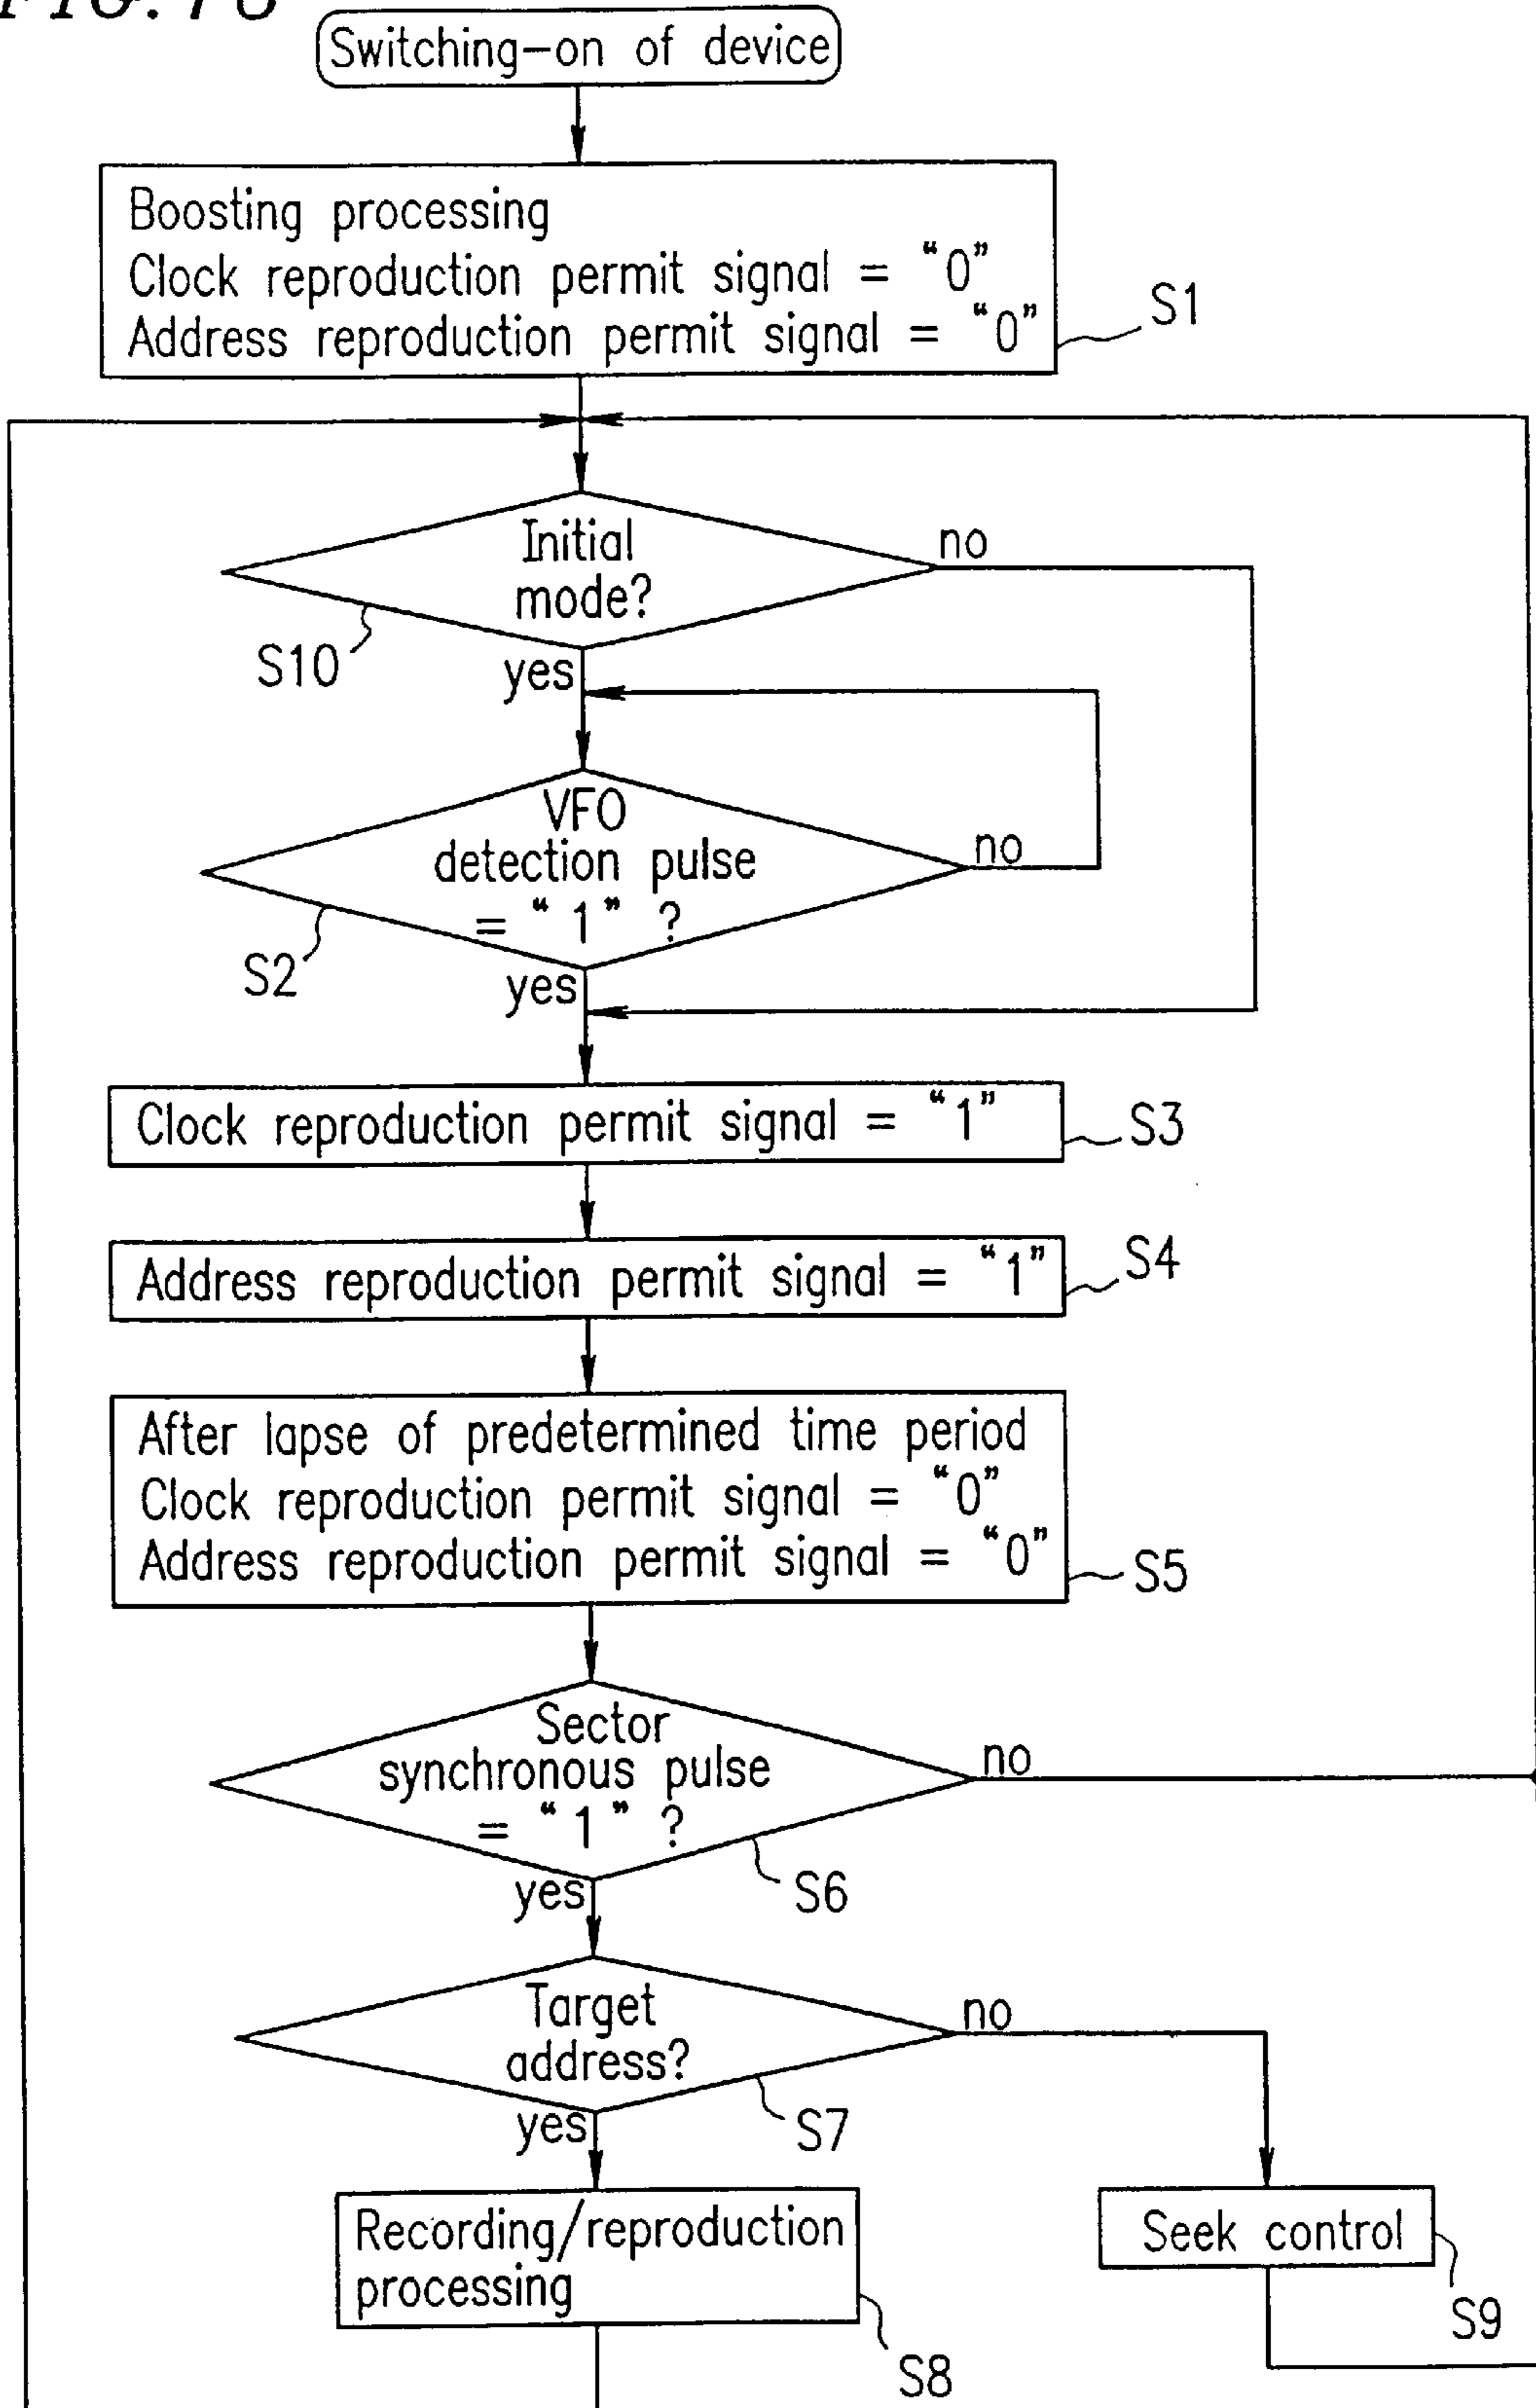 Switching-on of device
Boosting processing
Clock reproduction permit signal = "0"
Address reproduction permit signal = "0"
S1
Initial
mode?
no
S10
yes
VFO
detection pulse
= "1" ?
no
S2
yes
Clock reproduction permit signal = "1"
S3
Address reproduction permit signal = "1"
S4
After lapse of predetermined time period
Clock reproduction permit signal = "0"
Address reproduction permit signal = "0"
S5
Sector
synchronous pulse
= "1" ?
no
S6
yes
Target
address?
no
S7
yes
Recording/reproduction
processing
S8
Seek control
S9